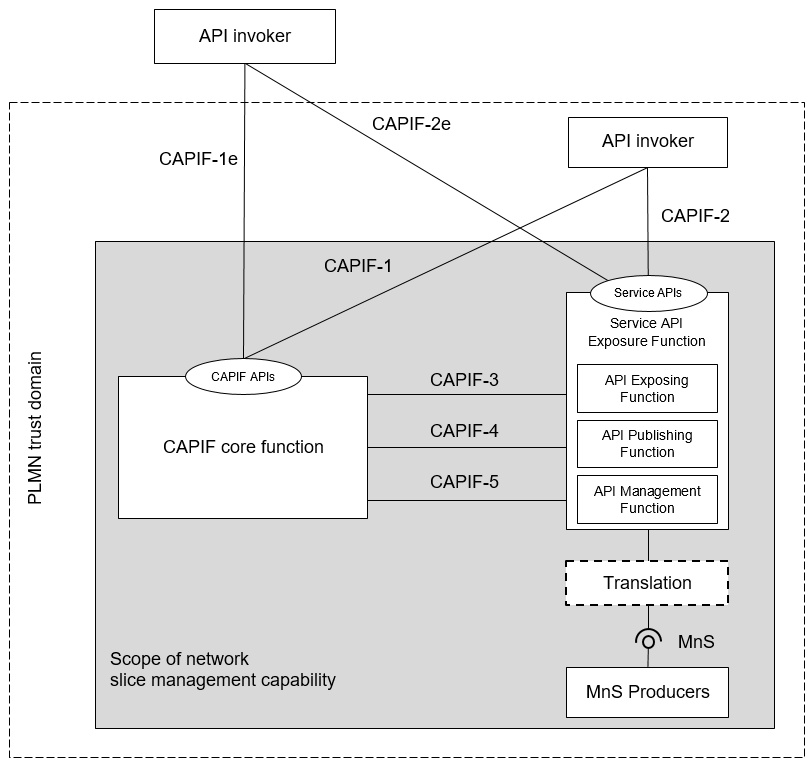 API invoker
CAPIF-2e
API invoker
CAPIF-1e
CAPIF-2
CAPIF-1
Service APIs
Service API
Exposure Function
PLMN trust domain
CAPIF APIs
CAPIF core function
CAPIF-3
CAPIF-4
CAPIF-5
API Exposing
Function
API Publishing
Function
API Management
Function
Translation
MnS
MnS Producers
Scope of network
slice management capability